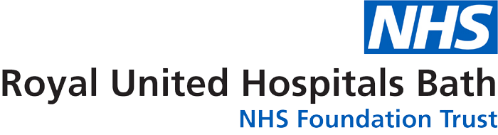 NHS
Royal United Hospitals Bath
NHS Foundation Trust